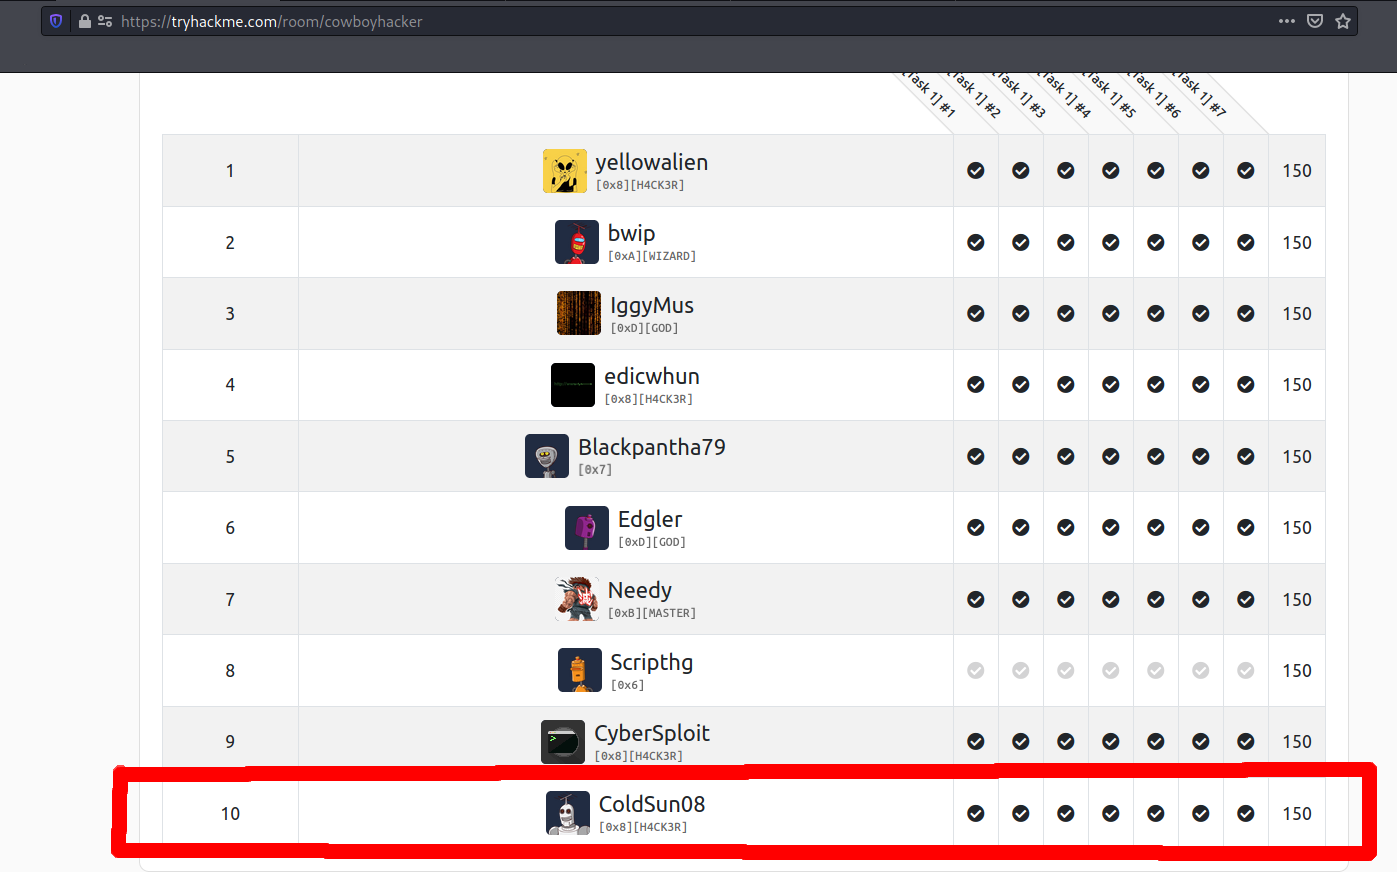 https://tryhackme.com/room/cowboyhacker
[Task 1] #1
[Task 1] #2
[Task 1] #3
[Task 1] #4
[Task 1] #5
[Task 1] #6
[Task 1] #7
1 yellowalien 150
[0x8][H4CK3R]
2 bwip 150
[0xA][WIZARD]
3 IggyMus 150
[0xD][GOD]
4 edicwhun 150
[0x8][H4CK3R]
5 Blackpantha79 150
[0x7]
6 Edgler 150
[0xD][GOD]
7 Needy 150
[0xB][MASTER]
8 Scripthg 150
[0x6]
9 CyberSploit 150
[0x8][H4CK3R]
10 ColdSun08 150
[0x8][H4CK3R]